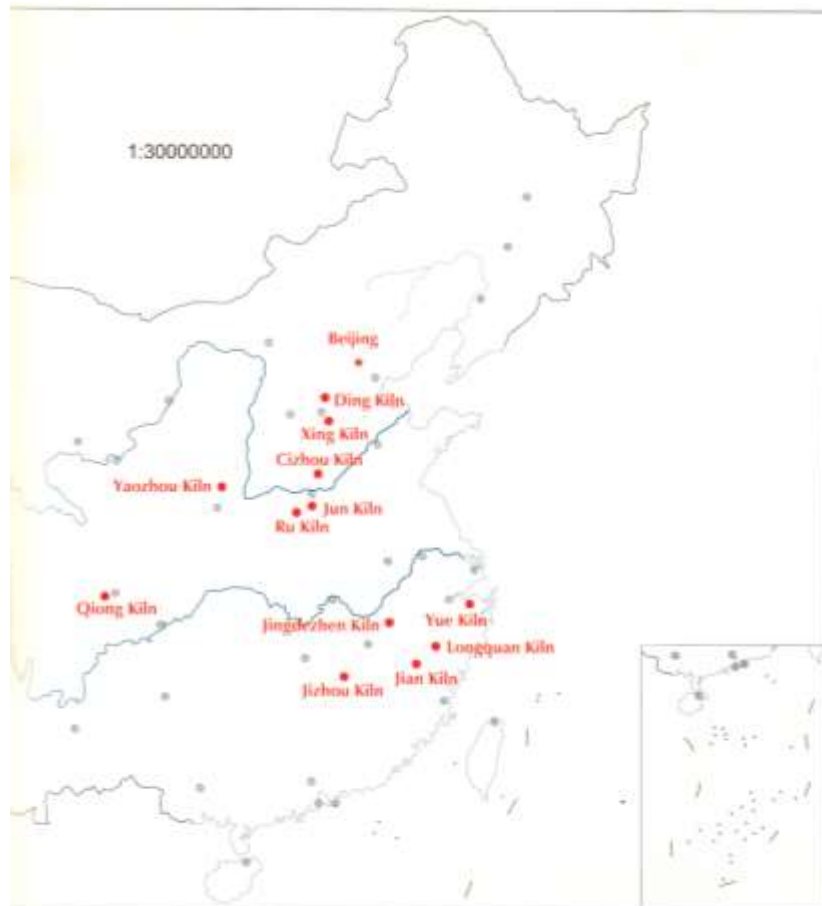 1:30000000
Beijing
Ding Kiln
Xing Kiln
Cizhou Kiln
Yaozhou Kiln
Jun Kiln
Ru Kiln
Qiong Kiln
Jingdezhen Kiln
Yue Kiln
Longquan Kiln
Jian Kiln
Jizhou Kiln